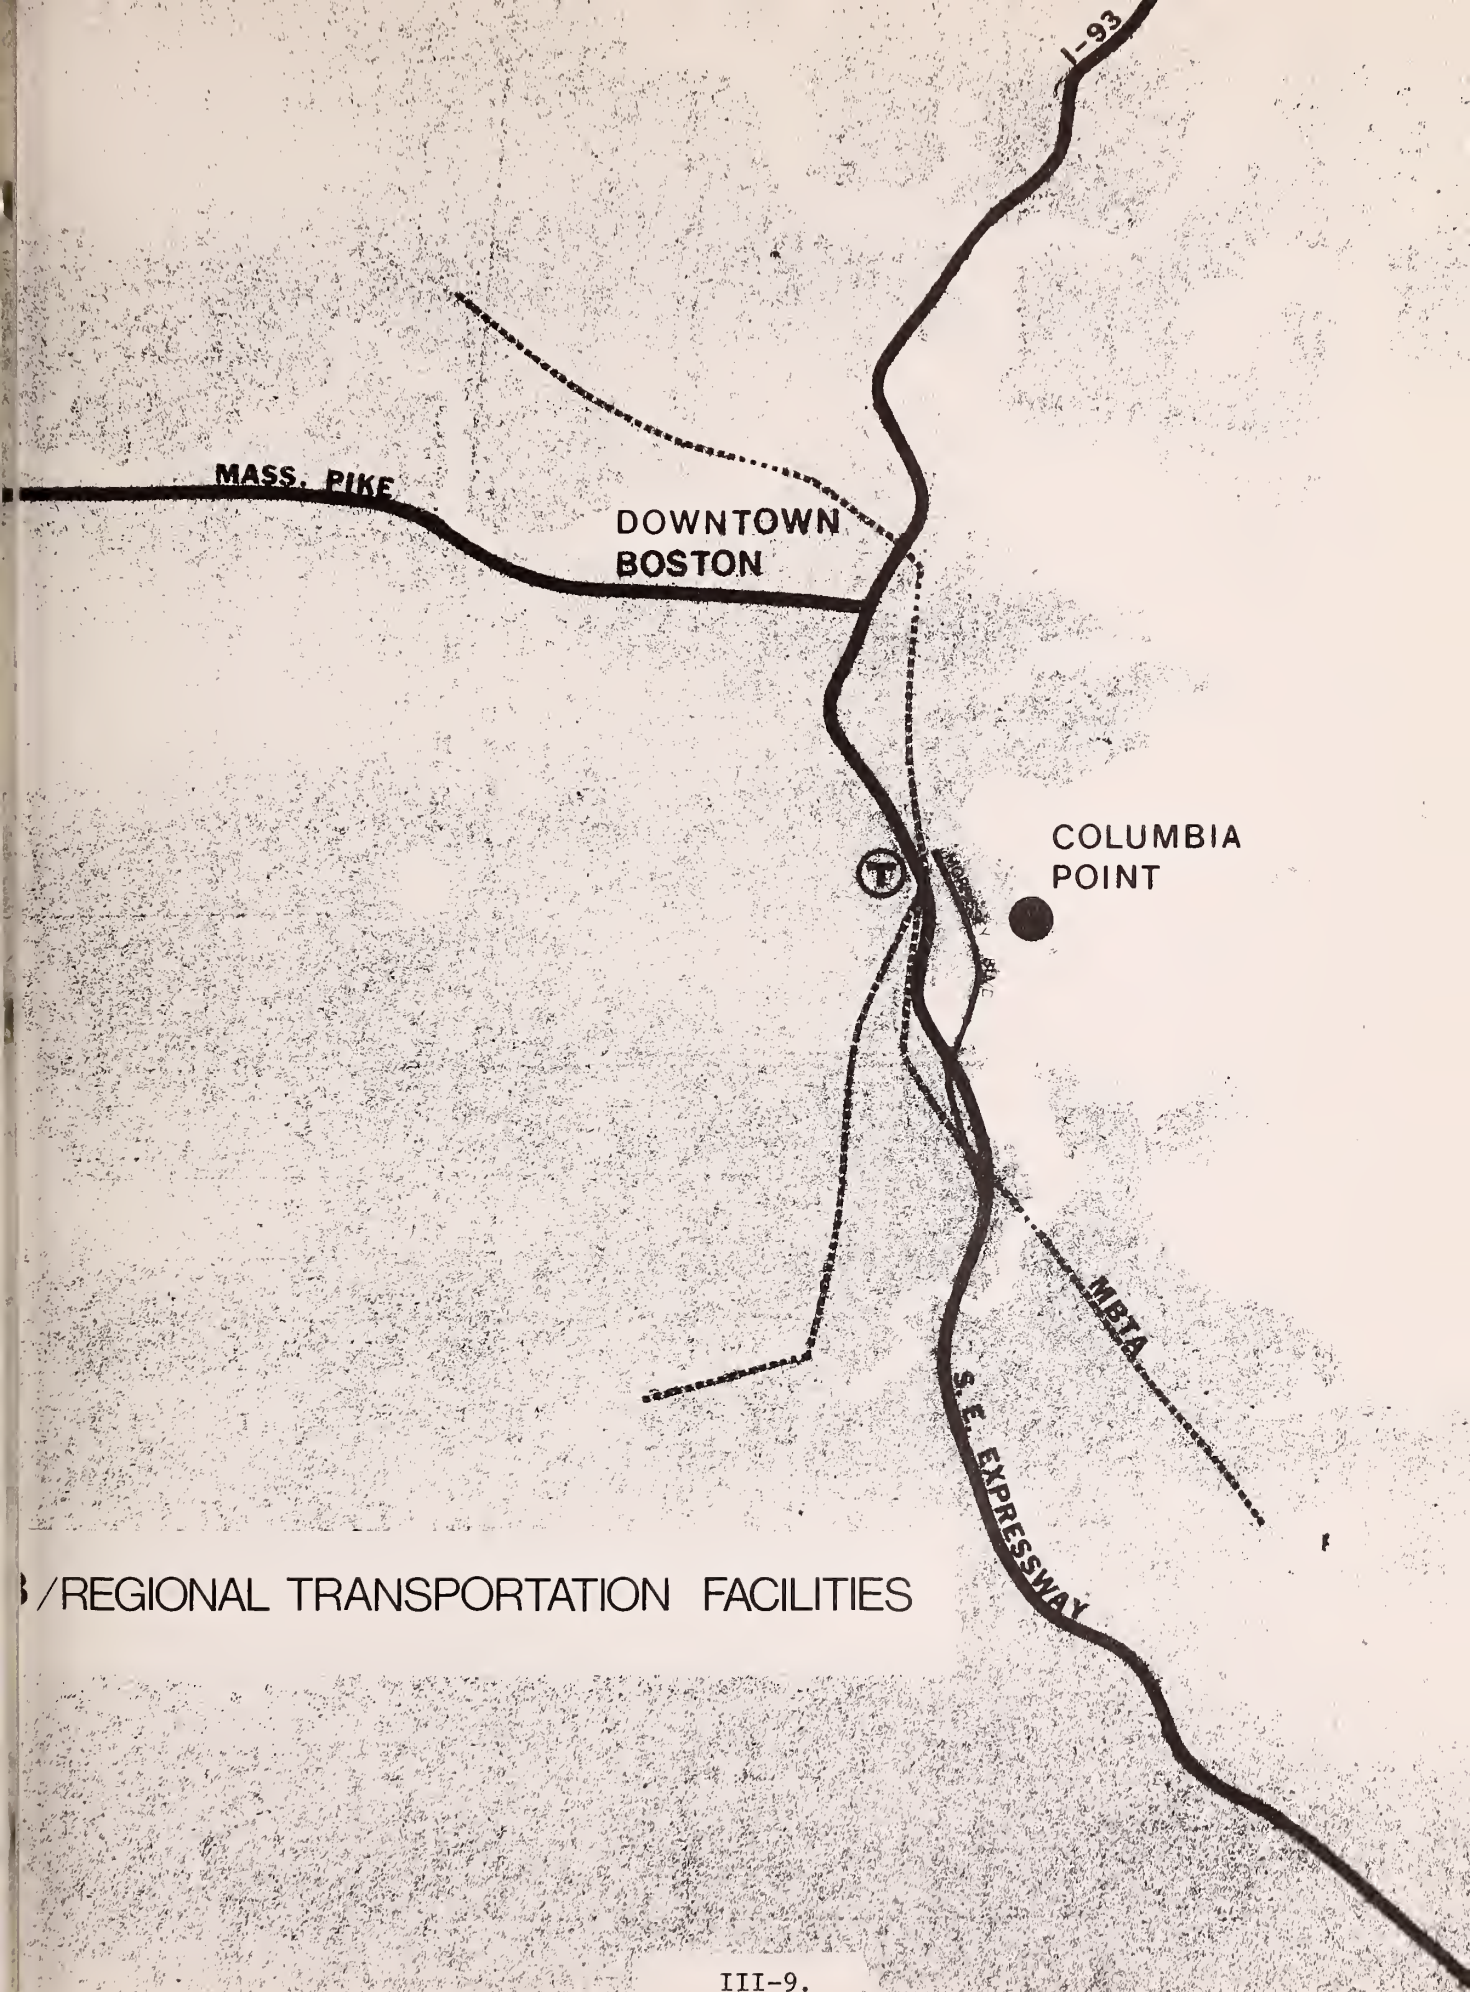 I-93
MASS. PIKE
DOWNTOWN
BOSTON
COLUMBIA
POINT
T
MBTA
S. E. EXPRESSWAY
/REGIONAL TRANSPORTATION FACILITIES
III-9.